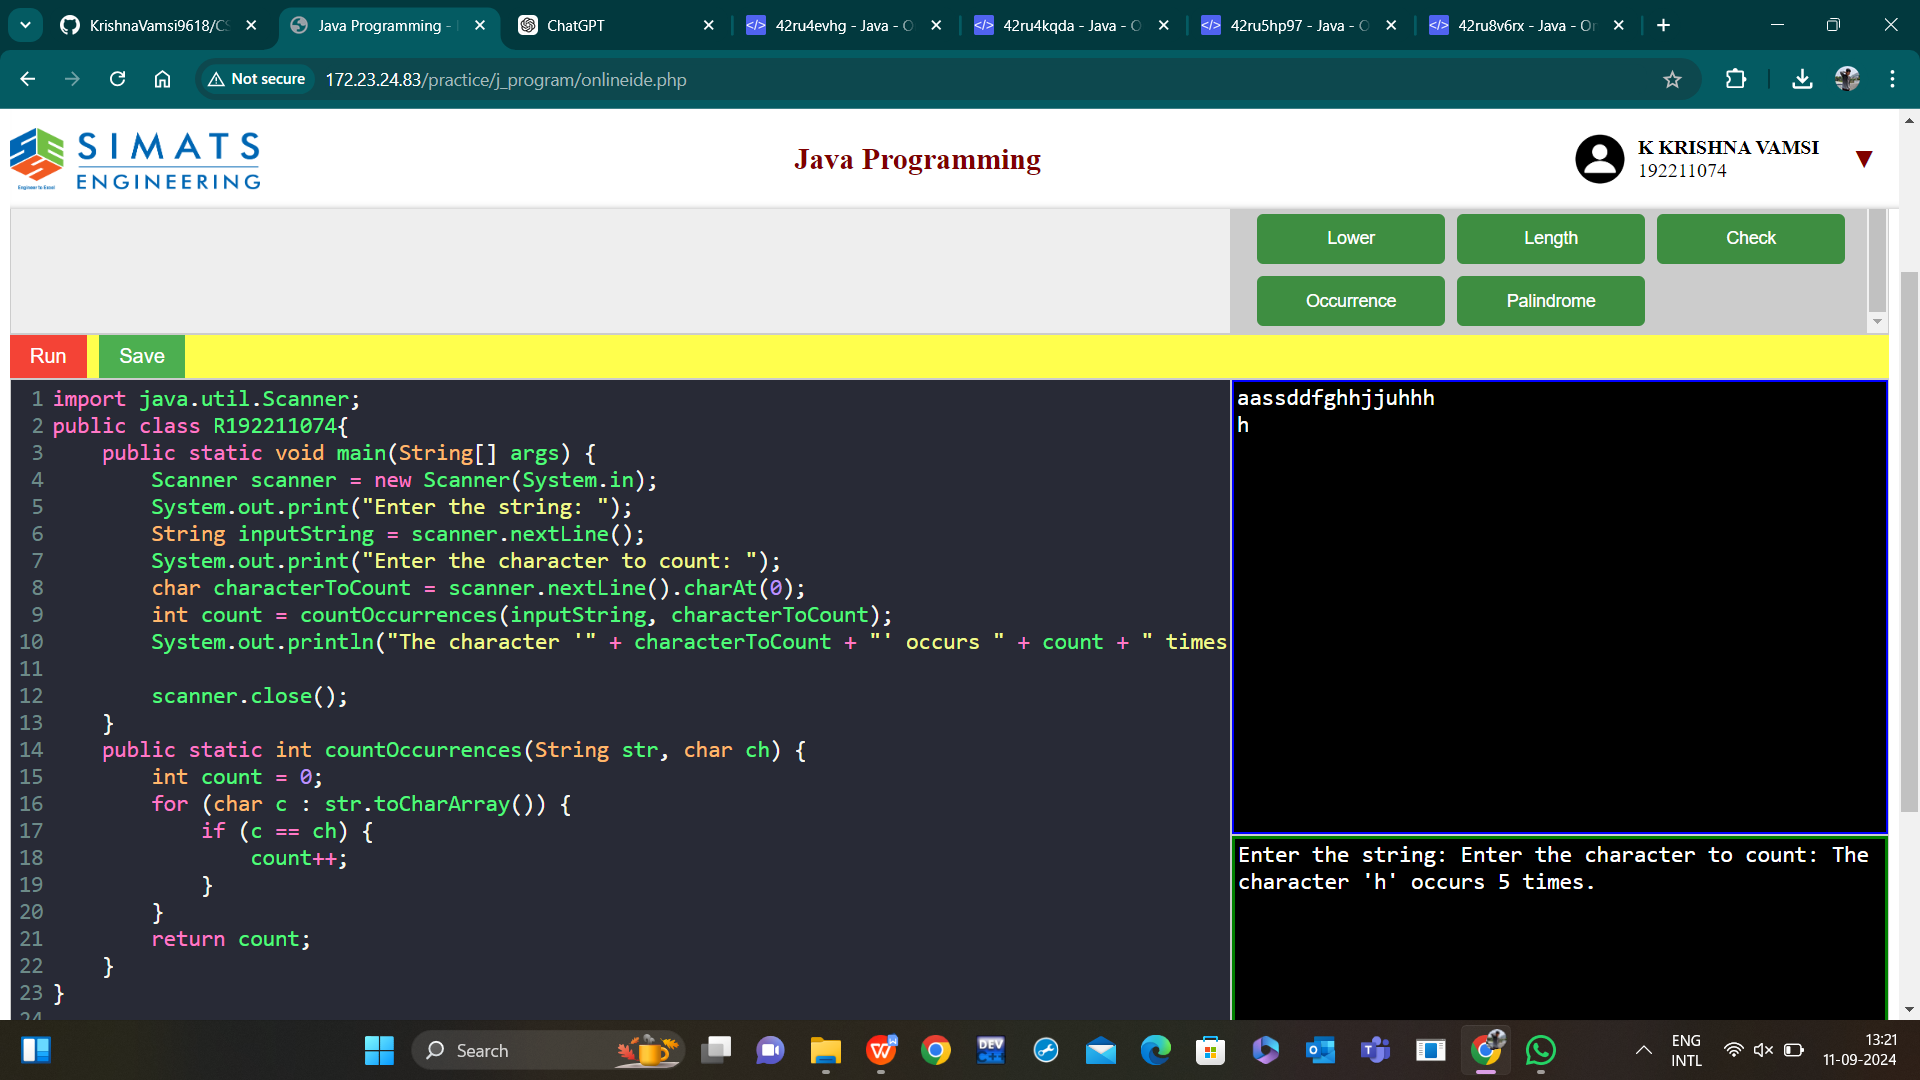 KrishnaVamsi9618/CS
Java Programming -
ChatGPT
42ru4evhg - Java - O
42ru4kqda - Java - O
42ru5hp97 - Java - O
42ru8v6rx - Java - On
Not secure
172.23.24.83/practice/j_program/onlineide.php
SIMATS
ENGINEERING
Engineer to Excel
Java Programming
K KRISHNA VAMSI
192211074
Lower
Length
Check
Occurrence
Palindrome
Run
Save
1 import java.util.Scanner;
2 public class R192211074{
3     public static void main(String[] args) {
4         Scanner scanner = new Scanner(System.in);
5         System.out.print("Enter the string: ");
6         String inputString = scanner.nextLine();
7         System.out.print("Enter the character to count: ");
8         char characterToCount = scanner.nextLine().charAt(0);
9         int count = countOccurrences(inputString, characterToCount);
10         System.out.println("The character '" + characterToCount + "' occurs " + count + " times
11
12         scanner.close();
13     }
14     public static int countOccurrences(String str, char ch) {
15         int count = 0;
16         for (char c : str.toCharArray()) {
17             if (c == ch) {
18                 count++;
19             }
20         }
21         return count;
22     }
23 }
24
aassddfghhjjuhhh
h
Enter the string: Enter the character to count: The
character 'h' occurs 5 times.
Search
DEV
ENG
INTL
13:21
11-09-2024